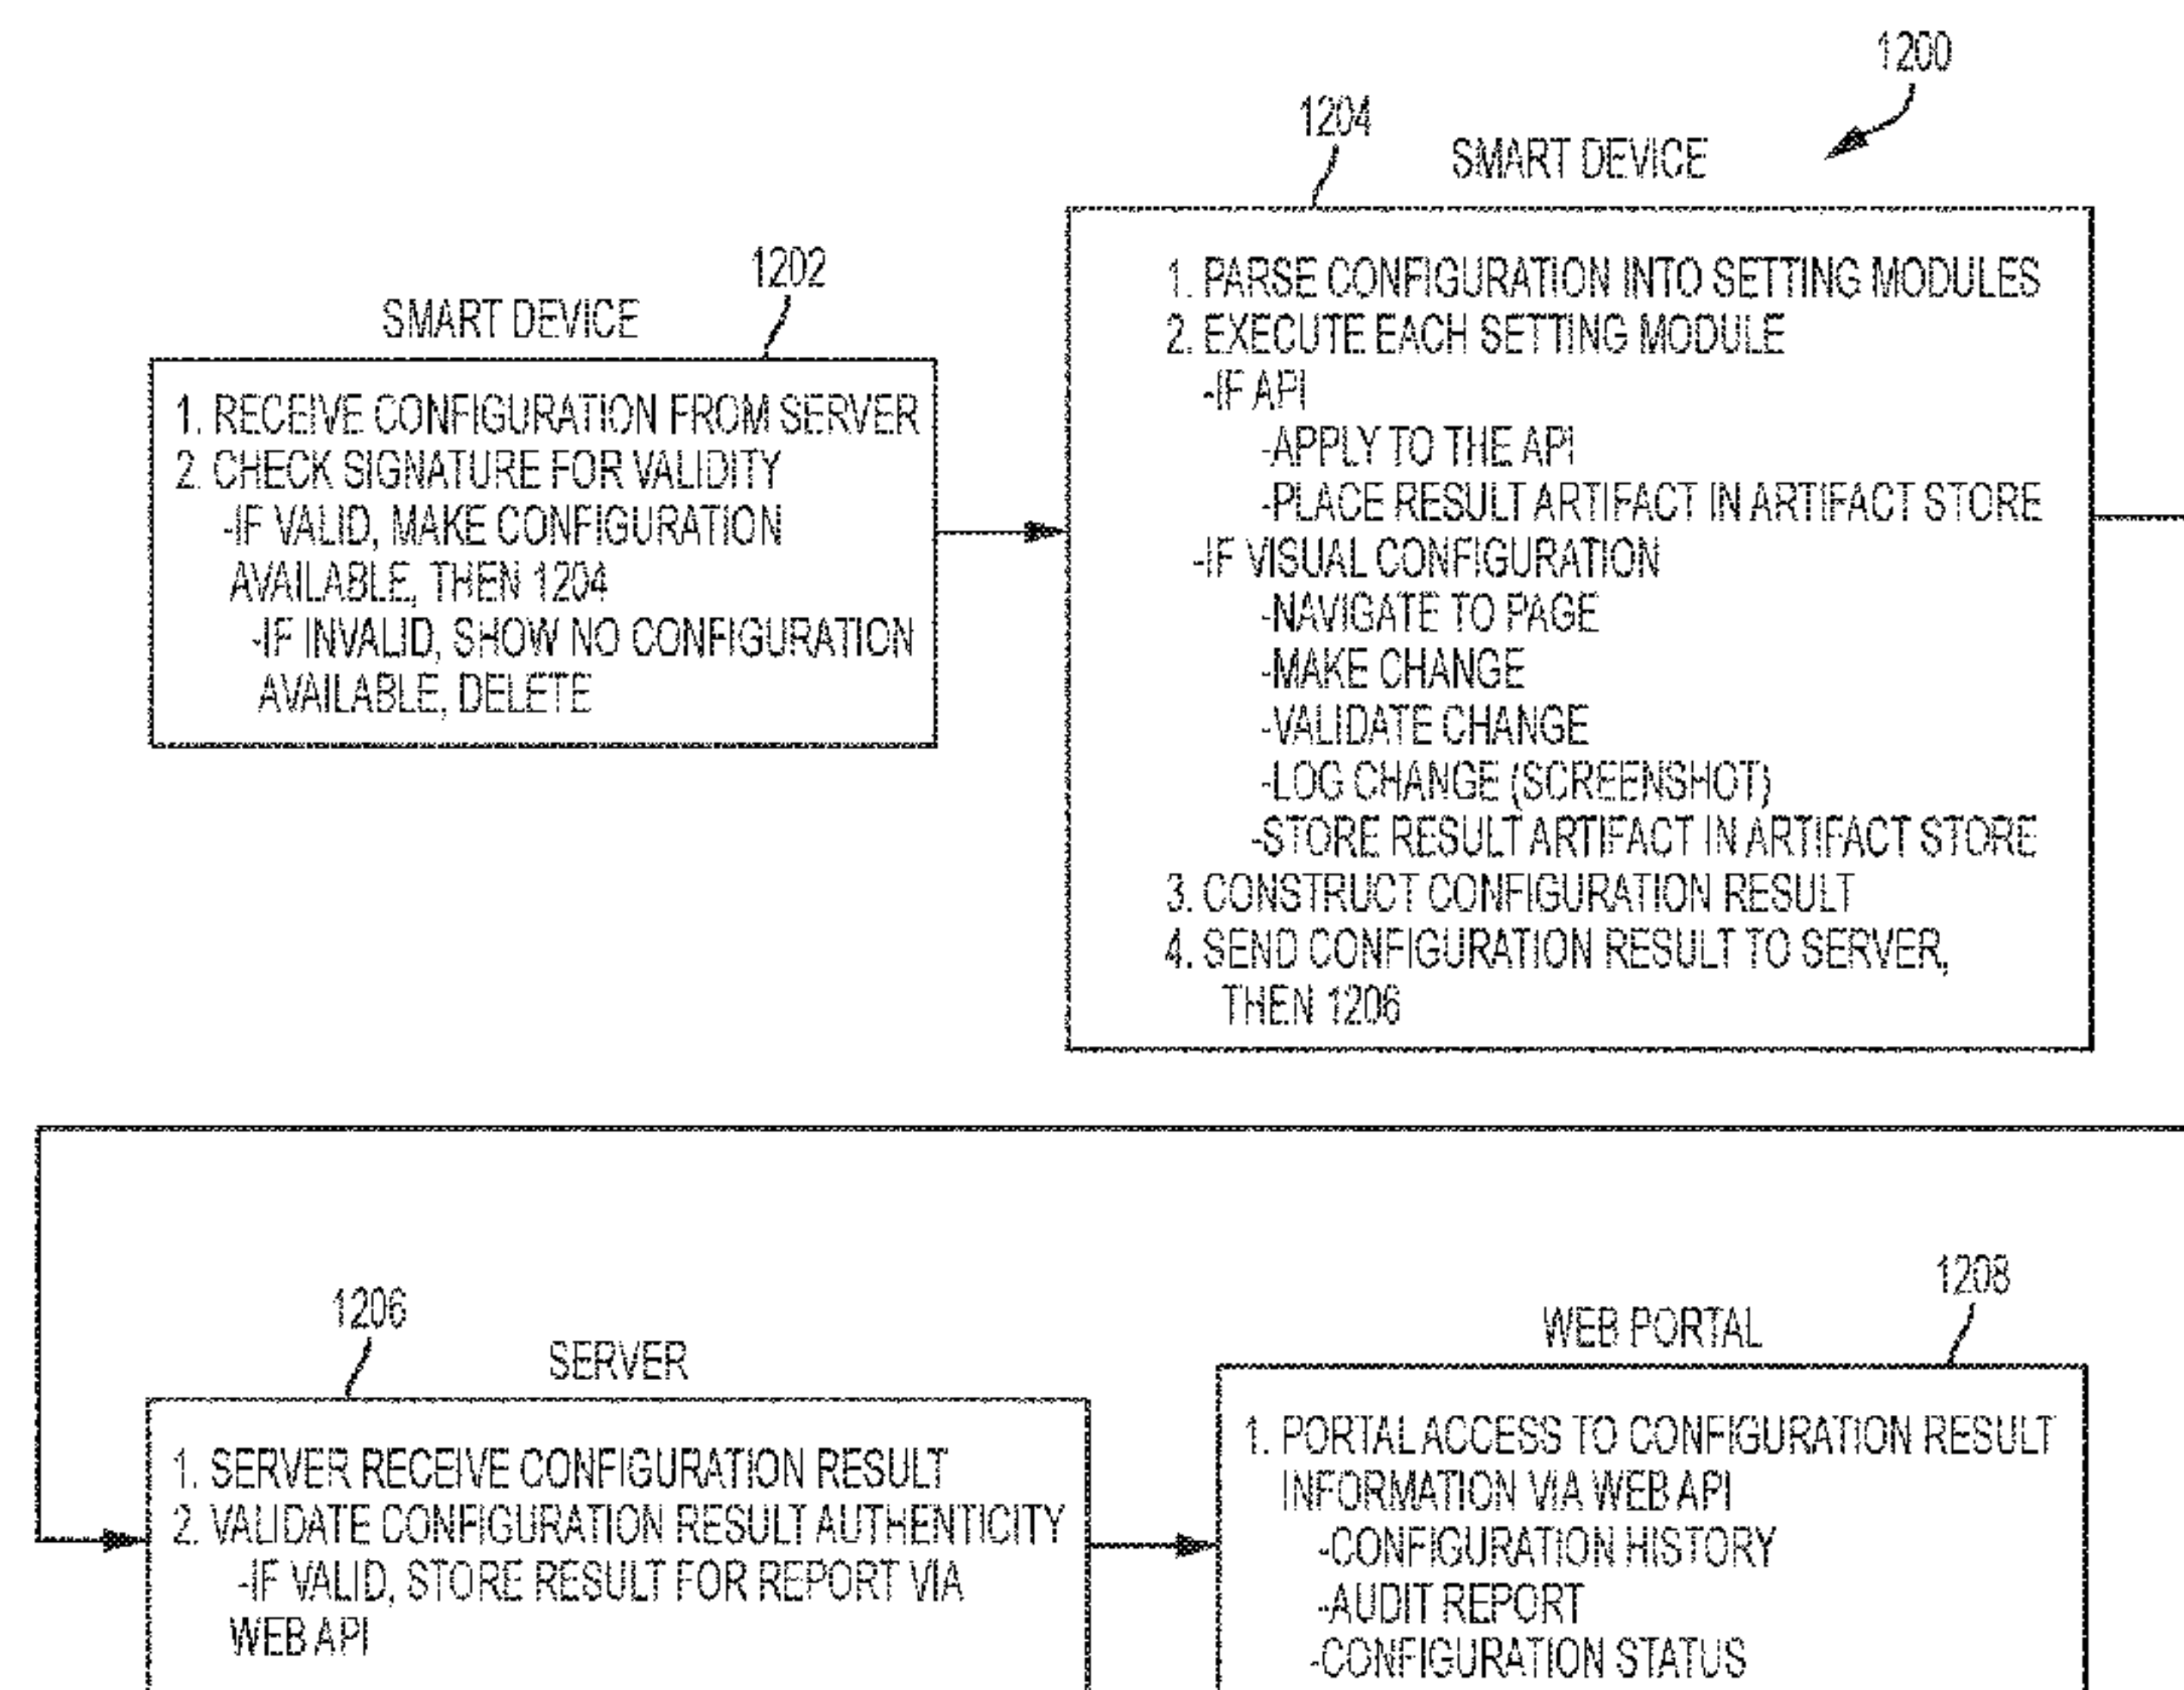 1200
1204
SMART DEVICE
1202
SMART DEVICE
1. RECEIVE CONFIGURATION FROM SERVER
2. CHECK SIGNATURE FOR VALIDITY
-IF VALID, MAKE CONFIGURATION
AVAILABLE, THEN 1204
-IF INVALID, SHOW NO CONFIGURATION
AVAILABLE, DELETE
1. PARSE CONFIGURATION INTO SETTING MODULES
2. EXECUTE EACH SETTING MODULE
-IF API
-APPLY TO THE API
-PLACE RESULT ARTIFACT IN ARTIFACT STORE
-IF VISUAL CONFIGURATION
-NAVIGATE TO PAGE
-MAKE CHANGE
-VALIDATE CHANGE
-LOG CHANGE (SCREENSHOT)
-STORE RESULT ARTIFACT IN ARTIFACT STORE
3. CONSTRUCT CONFIGURATION RESULT
4. SEND CONFIGURATION RESULT TO SERVER,
THEN 1206
1206
SERVER
1. SERVER RECEIVE CONFIGURATION RESULT
2. VALIDATE CONFIGURATION RESULT AUTHENTICITY
-IF VALID, STORE RESULT FOR REPORT VIA
WEB API
1208
WEB PORTAL
1. PORTAL ACCESS TO CONFIGURATION RESULT
INFORMATION VIA WEB API
-CONFIGURATION HISTORY
-AUDIT REPORT
-CONFIGURATION STATUS